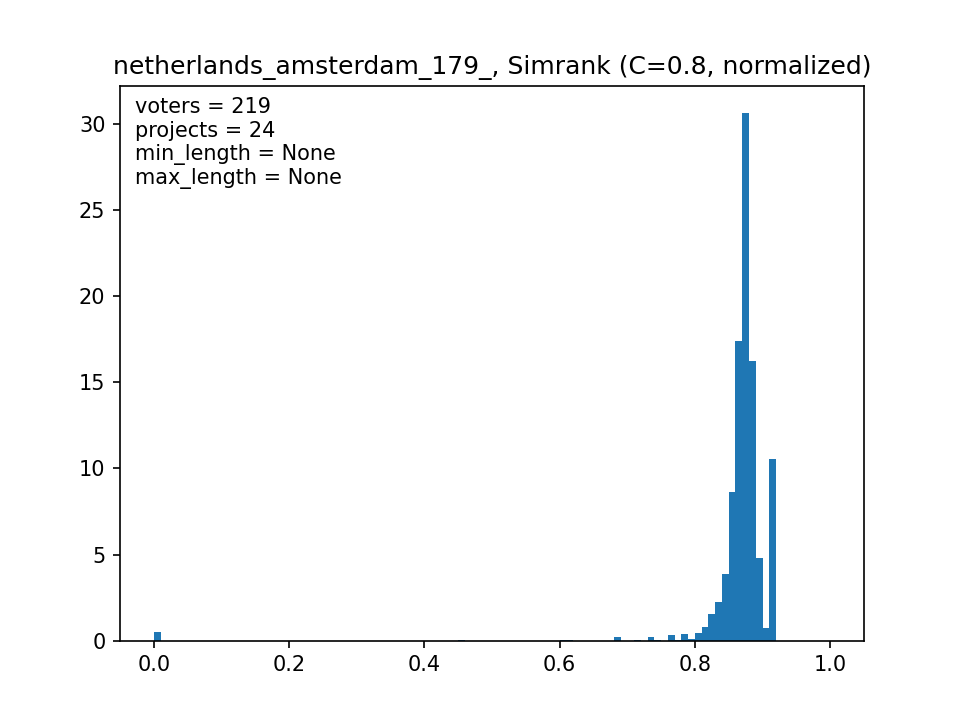 netherlands_amsterdam_179_, Simrank (C=0.8, normalized)
voters = 219
projects = 24
min_length = None
max_length = None
30
25
20
15
10
5
0
0.0 0.2 0.4 0.6 0.8 1.0